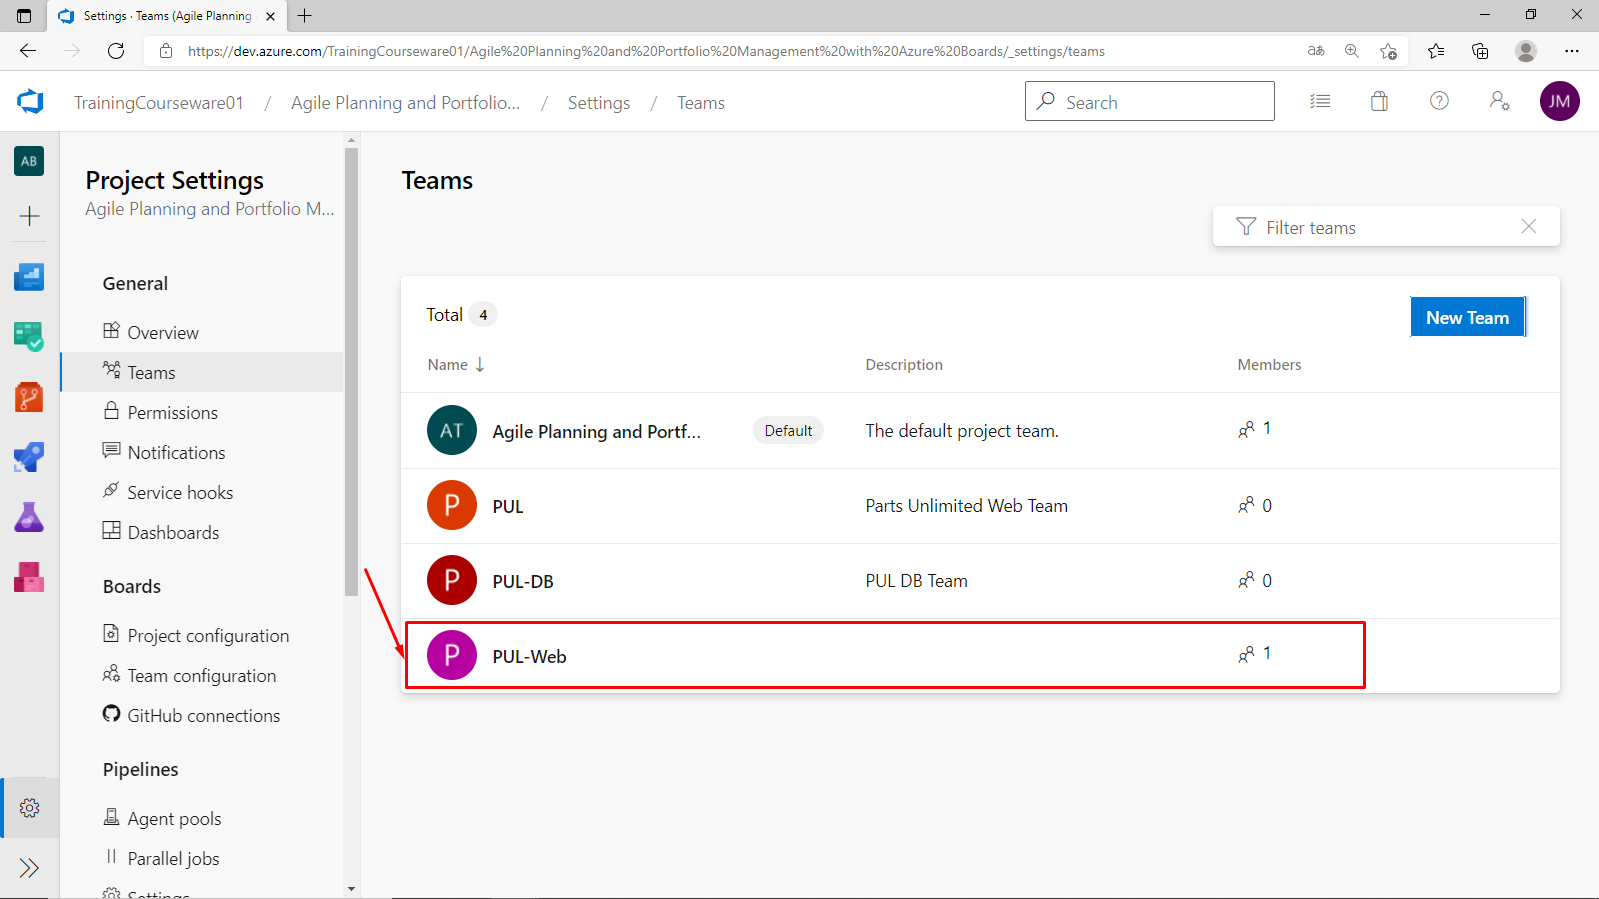 Settings · Teams (Agile Planning
https://dev.azure.com/TrainingCourseware01/Agile%20Planning%20and%20Portfolio%20Management%20with%20Azure%20Boards/_settings/teams
aあ
TrainingCourseware01 / Agile Planning and Portfolio... / Settings / Teams
Search
JM
AB
Project Settings
Agile Planning and Portfolio M...
General
Overview
Teams
Permissions
Notifications
Service hooks
Dashboards
Boards
Project configuration
Team configuration
GitHub connections
Pipelines
Agent pools
Parallel jobs
Settings
Teams
Filter teams
Total 4
New Team
Name Description Members
AT Agile Planning and Portf... Default The default project team. 1
P PUL Parts Unlimited Web Team 0
P PUL-DB PUL DB Team 0
P PUL-Web 1